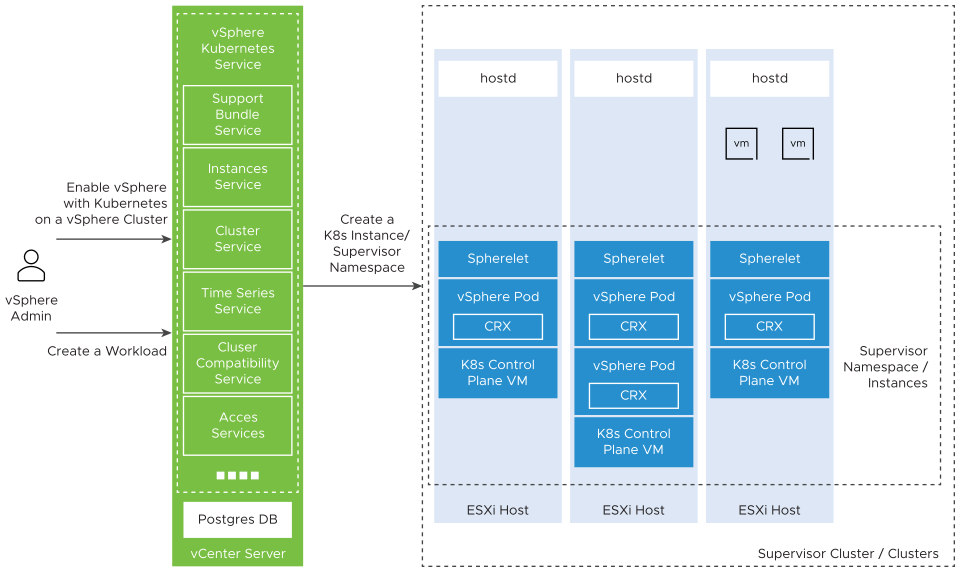 vSphere
Kubernetes
Service
Support
Bundle
Service
Instances
Service
Cluster
Service
Time Series
Service
Cluser
Compatibility
Service
Acces
Services
Postgres DB
vCenter Server
Enable vSphere
with Kubernetes
on a vSphere Cluster
vSphere
Admin
Create a Workload
Create a
K8s Instance/
Supervisor
Namespace
hostd
Spherelet
vSphere Pod
CRX
K8s Control
Plane VM
ESXi Host
hostd
Spherelet
vSphere Pod
CRX
vSphere Pod
CRX
K8s Control
Plane VM
ESXi Host
hostd
vm
vm
Spherelet
vSphere Pod
CRX
K8s Control
Plane VM
ESXi Host
Supervisor
Namespace /
Instances
Supervisor Cluster / Clusters